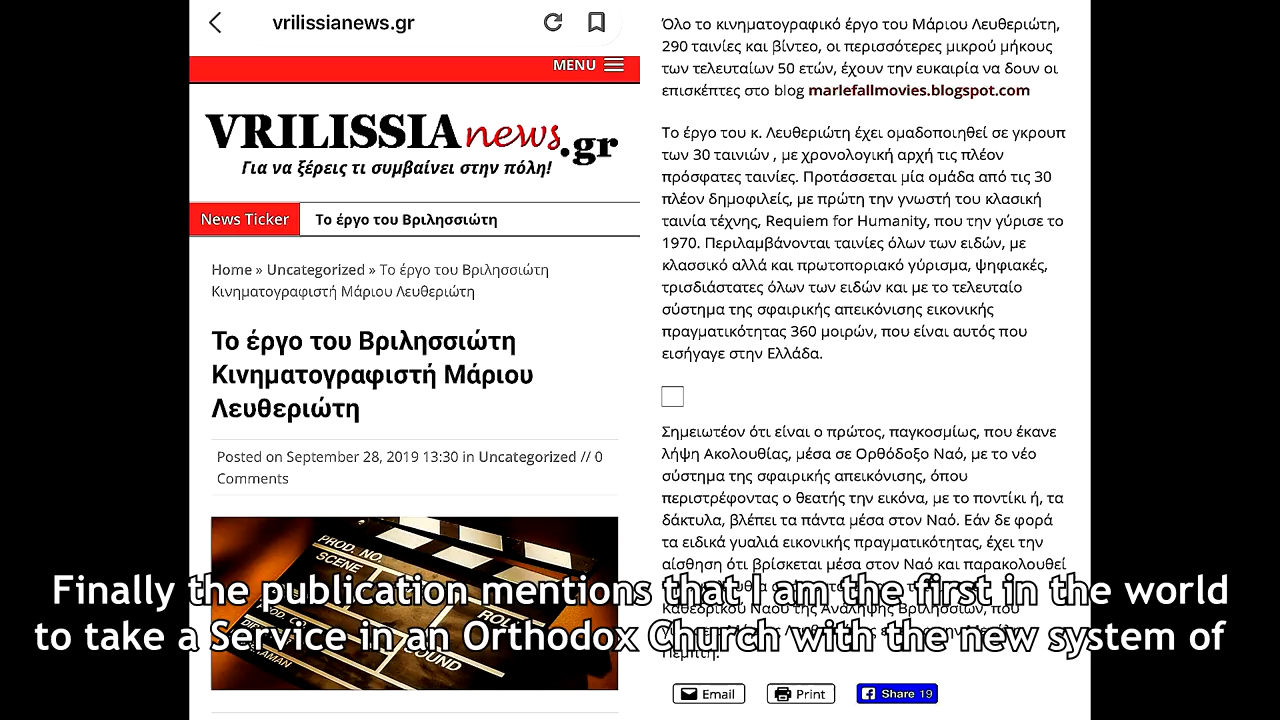 vrilissianews.gr
MENU
VRILISSIAnews.gr
Για να ξέρεις τι συμβαίνει στην πόλη!
News Ticker
Το έργο του Βριλησσιώτη
Home » Uncategorized » Το έργο του Βριλησσιώτη
Κινηματογραφιστή Μάριου Λευθεριώτη
Το έργο του Βριλησσιώτη
Κινηματογραφιστή Μάριου
Λευθεριώτη
Posted on September 28, 2019 13:30 in Uncategorized // 0
Comments
PROD. NO.
SCENE
ROLL
SOUND
Όλο το κινηματογραφικό έργο του Μάριου Λευθεριώτη,
290 ταινίες και βίντεο, οι περισσότερες μικρού μήκους
των τελευταίων 50 ετών, έχουν την ευκαιρία να δουν οι
επισκέπτες στο blog marlefallmovies.blogspot.com
Το έργο του κ. Λευθεριώτη έχει ομαδοποιηθεί σε γκρουπ
των 30 ταινιών , με χρονολογική αρχή τις πλέον
πρόσφατες ταινίες. Προτάσσεται μία ομάδα από τις 30
πλέον δημοφιλείς, με πρώτη την γνωστή του κλασική
ταινία τέχνης, Requiem for Humanity, που την γύρισε το
1970. Περιλαμβάνονται ταινίες όλων των ειδών, με
κλασσικό αλλά και πρωτοποριακό γύρισμα, ψηφιακές,
τρισδιάστατες όλων των ειδών και με το τελευταίο
σύστημα της σφαιρικής απεικόνισης εικονικής
πραγματικότητας 360 μοιρών, που είναι αυτός που
εισήγαγε στην Ελλάδα.
Σημειωτέον ότι είναι ο πρώτος, παγκοσμίως, που έκανε
λήψη Ακολουθίας, μέσα σε Ορθόδοξο Ναό, με το νέο
σύστημα της σφαιρικής απεικόνισης, όπου
περιστρέφοντας ο θεατής την εικόνα, με το ποντίκι ή, τα
δάκτυλα, βλέπει τα πάντα μέσα στον Ναό. Εάν δε φορά
τα ειδικά γυαλιά εικονικής πραγματικότητας, έχει την
αίσθηση ότι βρίσκεται μέσα στον Ναό και παρακολουθεί
Καθεδρικού Ναού της Ανάληψης Βριλησσίων, που
Πέμπτη.
Email
Print
Share 19
Finally the publication mentions that I am the first in the world
to take a Service in an Orthodox Church with the new system of